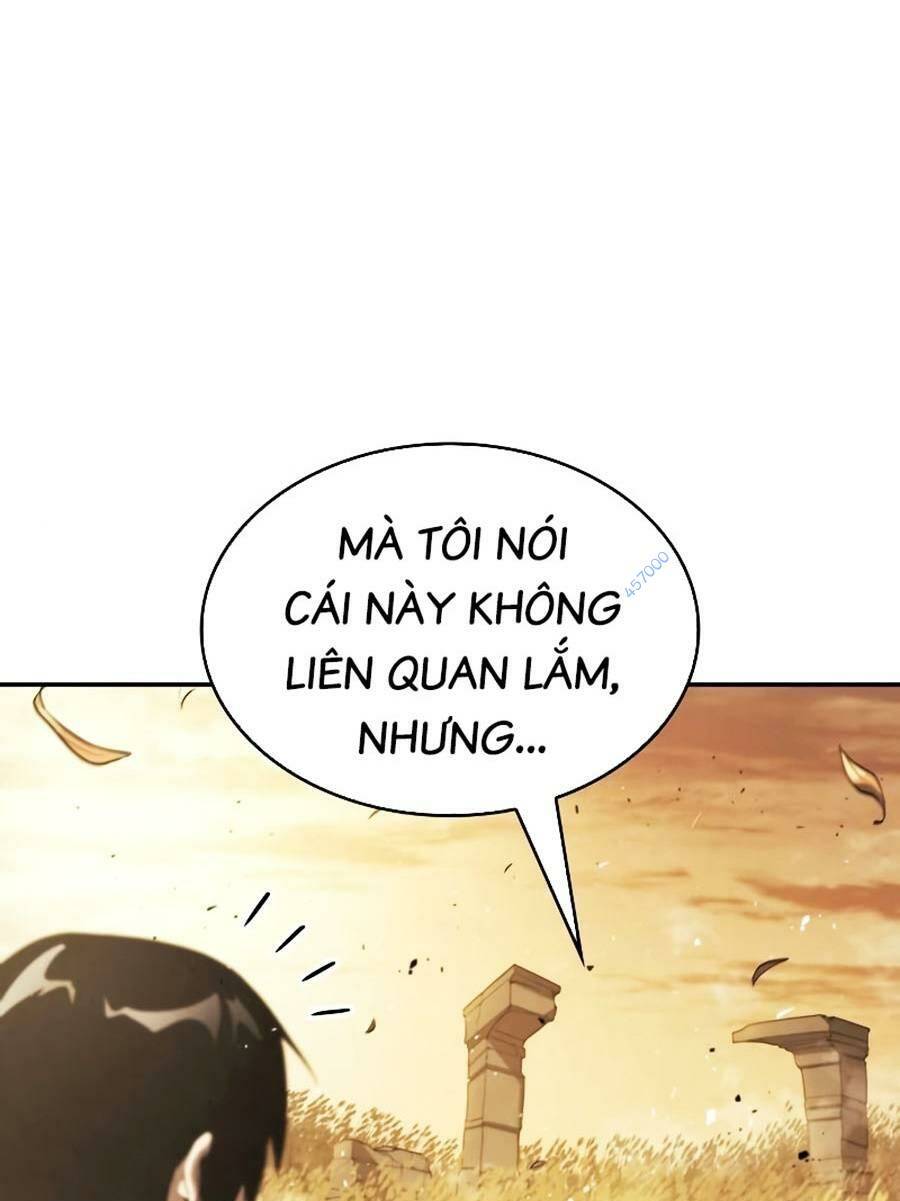 MÀ TÔI NÓI
CÁI NÀY KHÔNG
LIÊN QUAN LẮM,
NHƯNG...
457000